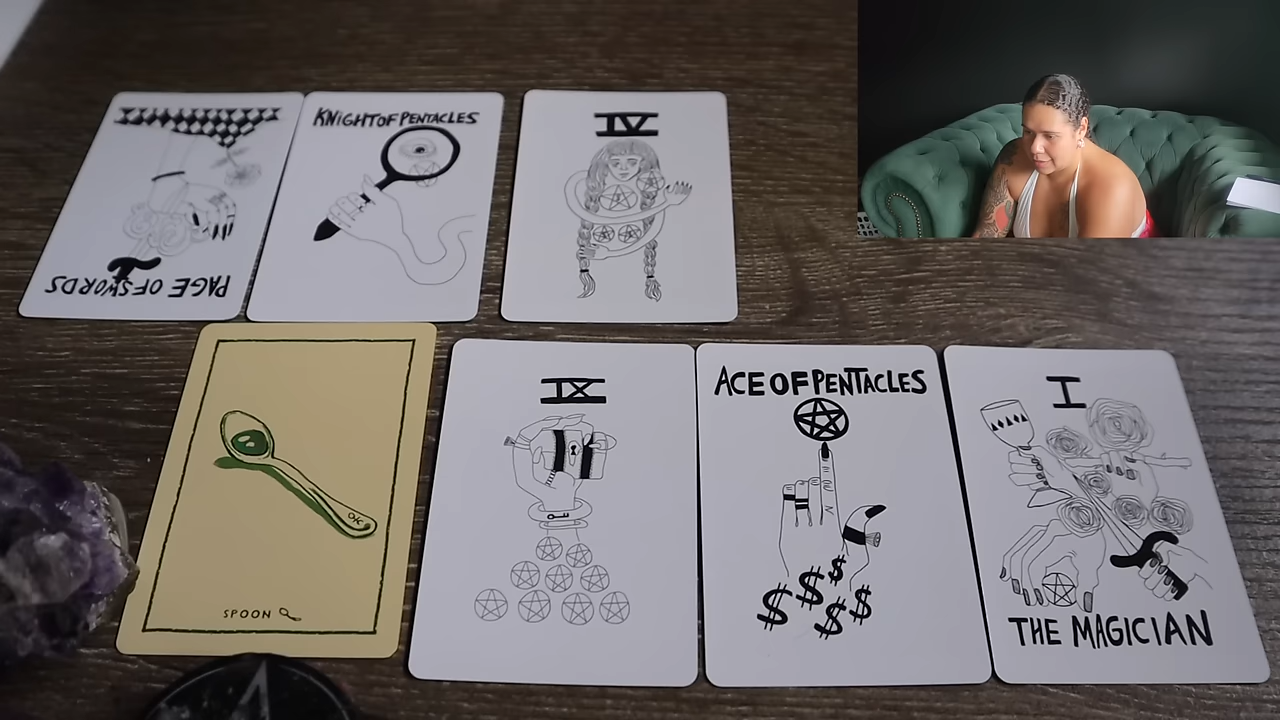 PAGE OF SWORDS
KNIGHT OF PENTACLES
IV
OK
SPOON
IX
ACE OF PENTACLES
$ $ $ $ $
I
THE MAGICIAN